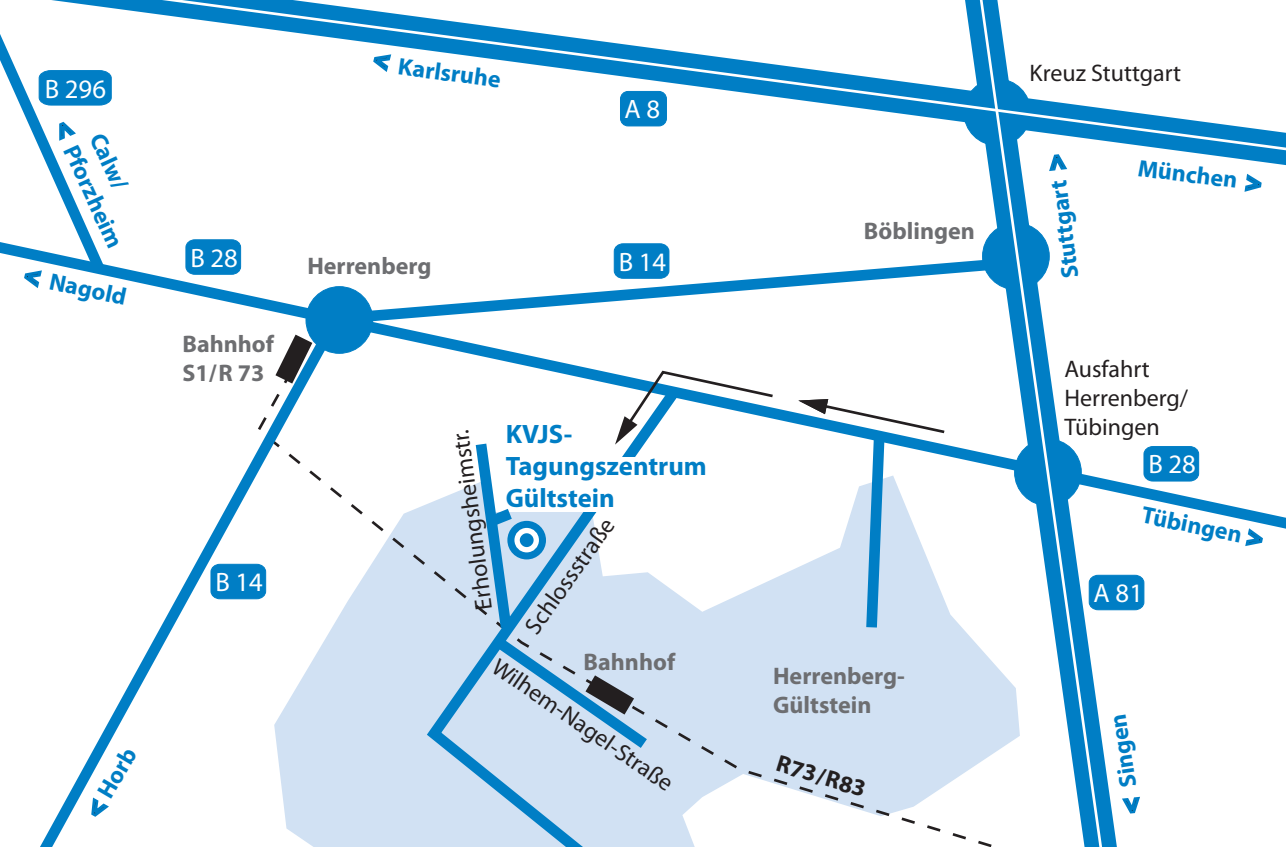 Kreuz Stuttgart
< Karlsruhe
B 296
A 8
Calw/
< Pforzheim
München >
Stuttgart >
Böblingen
B 28
B 14
Herrenberg
< Nagold
Bahnhof
S1/R 73
Ausfahrt
Herrenberg/
Tübingen
KVJS-
Tagungszentrum
Gültstein
B 28
Tübingen >
Erholungsheimstr.
Schlossstraße
B 14
A 81
Bahnhof
Wilhem-Nagel-Straße
Herrenberg-
Gültstein
R73/R83
< Horb
< Singen